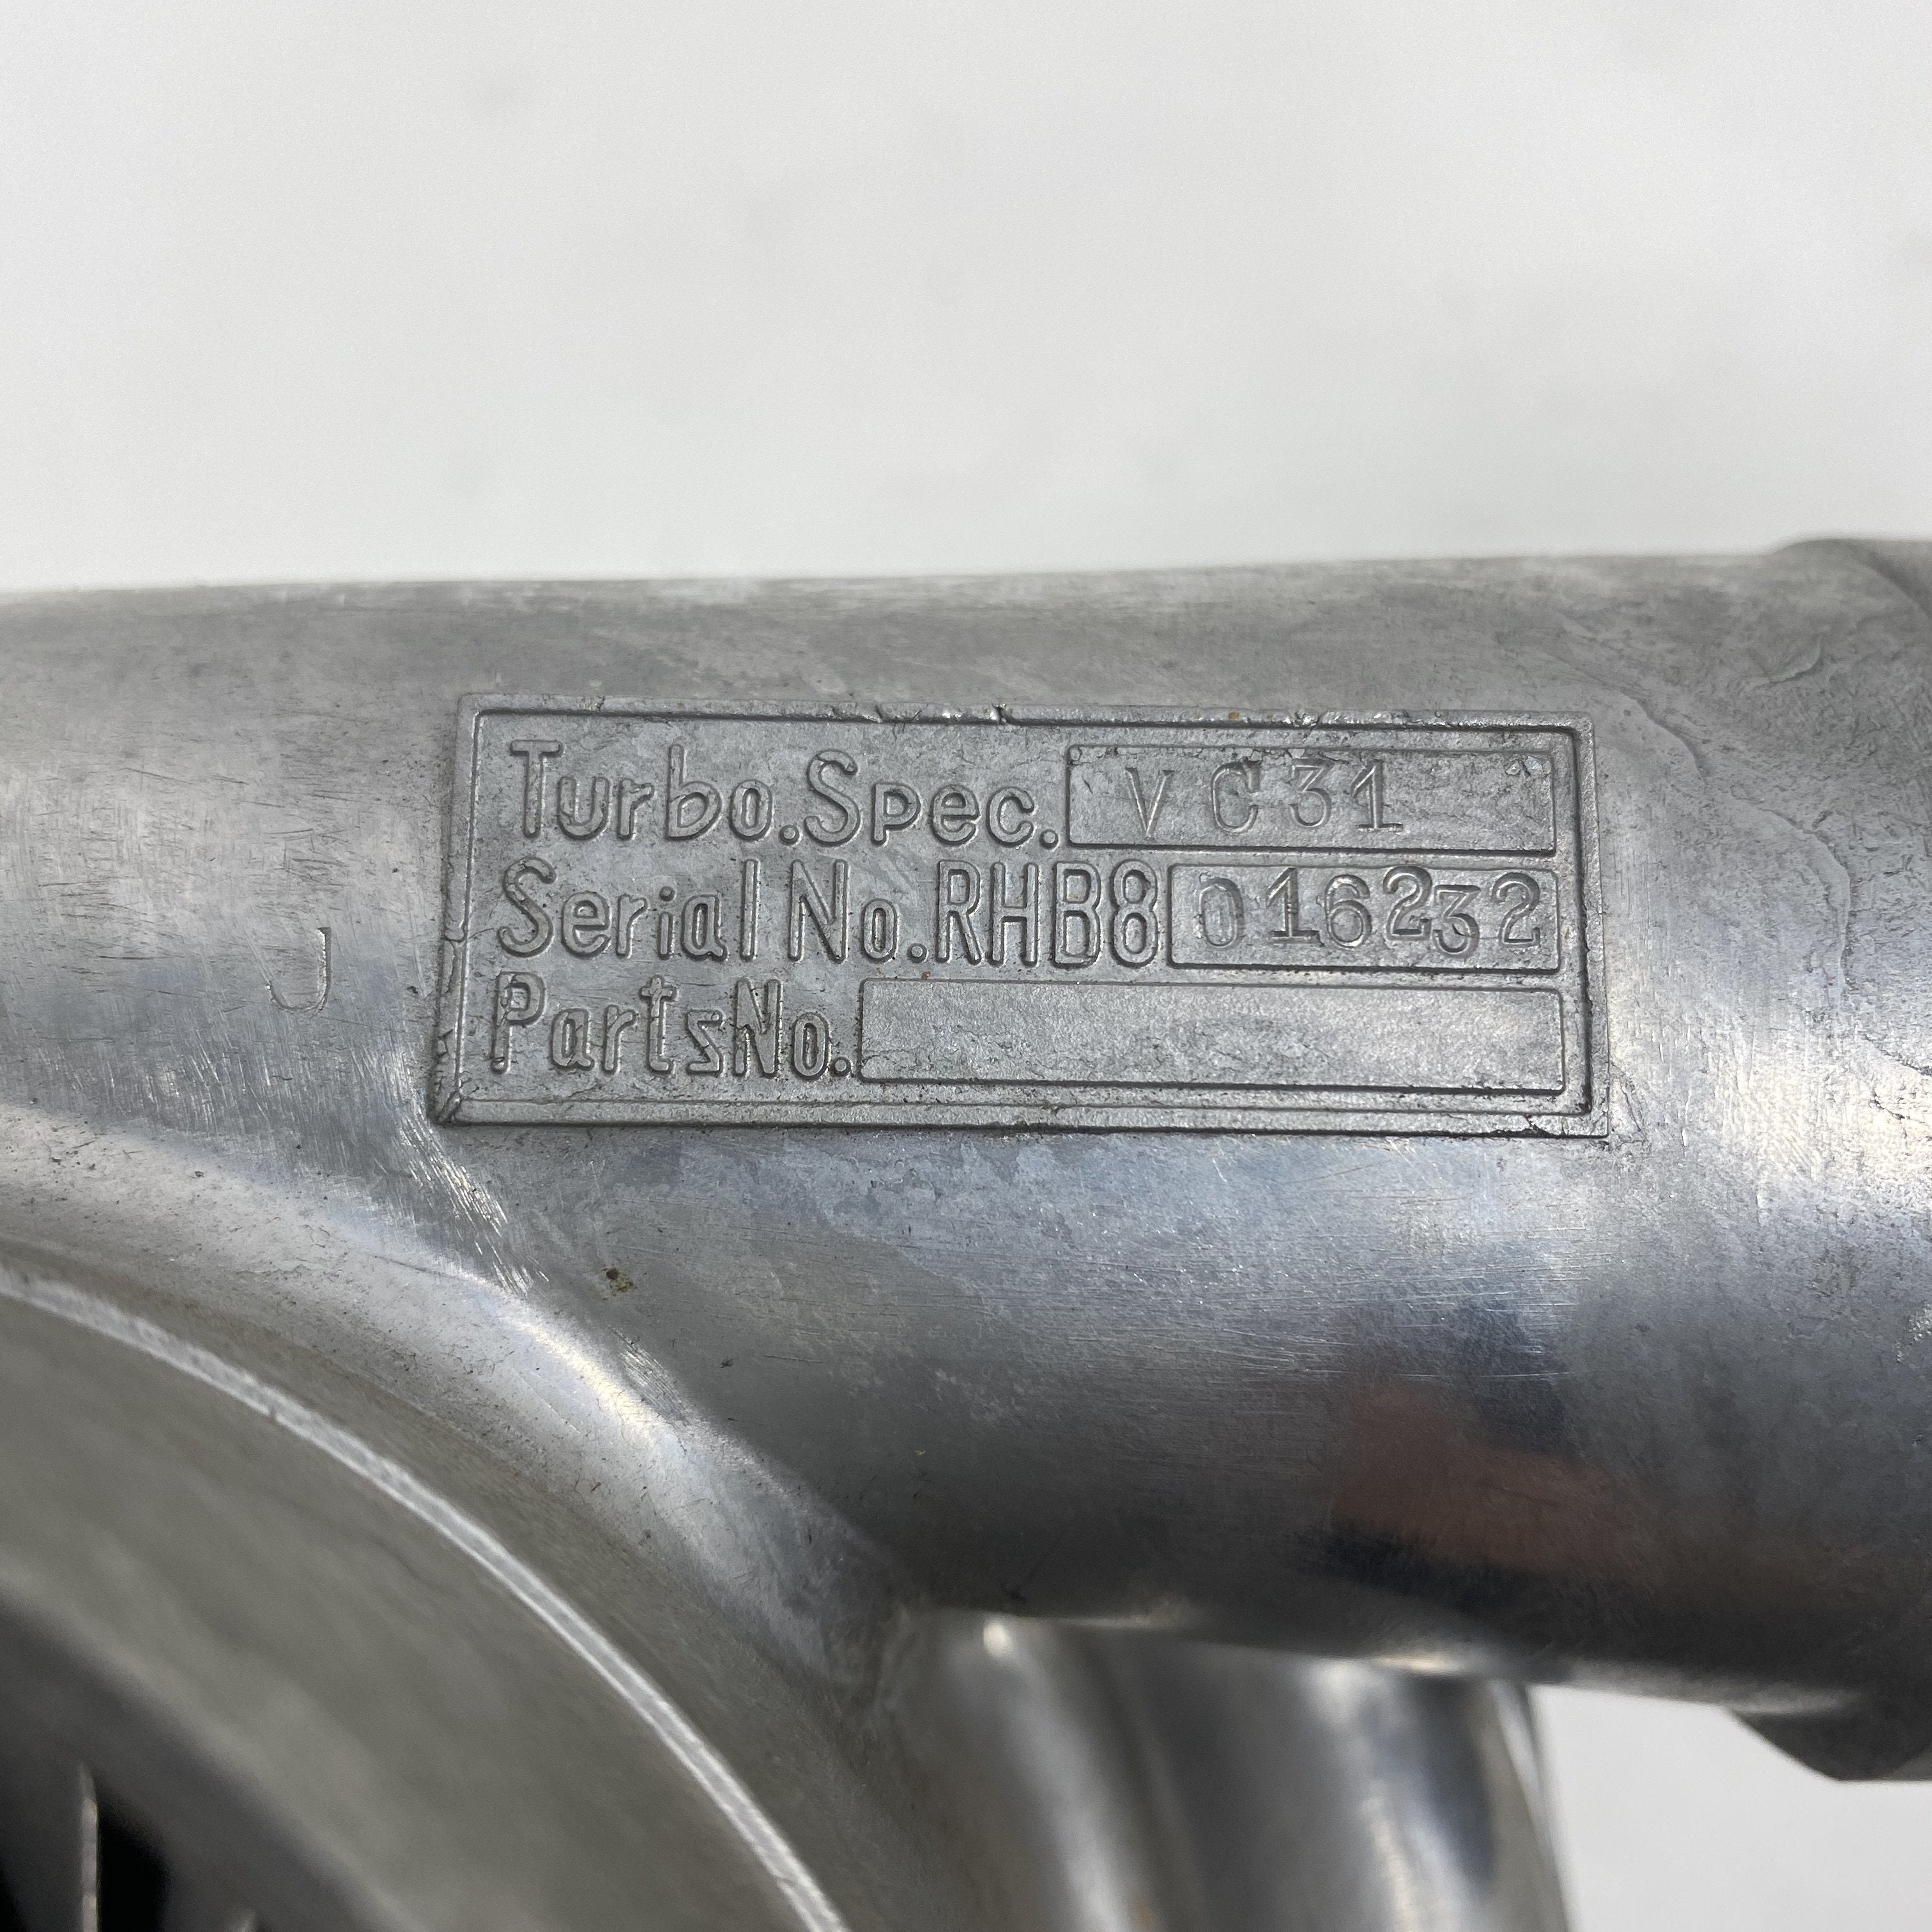 Turbo.Spec. VC31
Serial No.RHB8 016232
PartsNo.
J